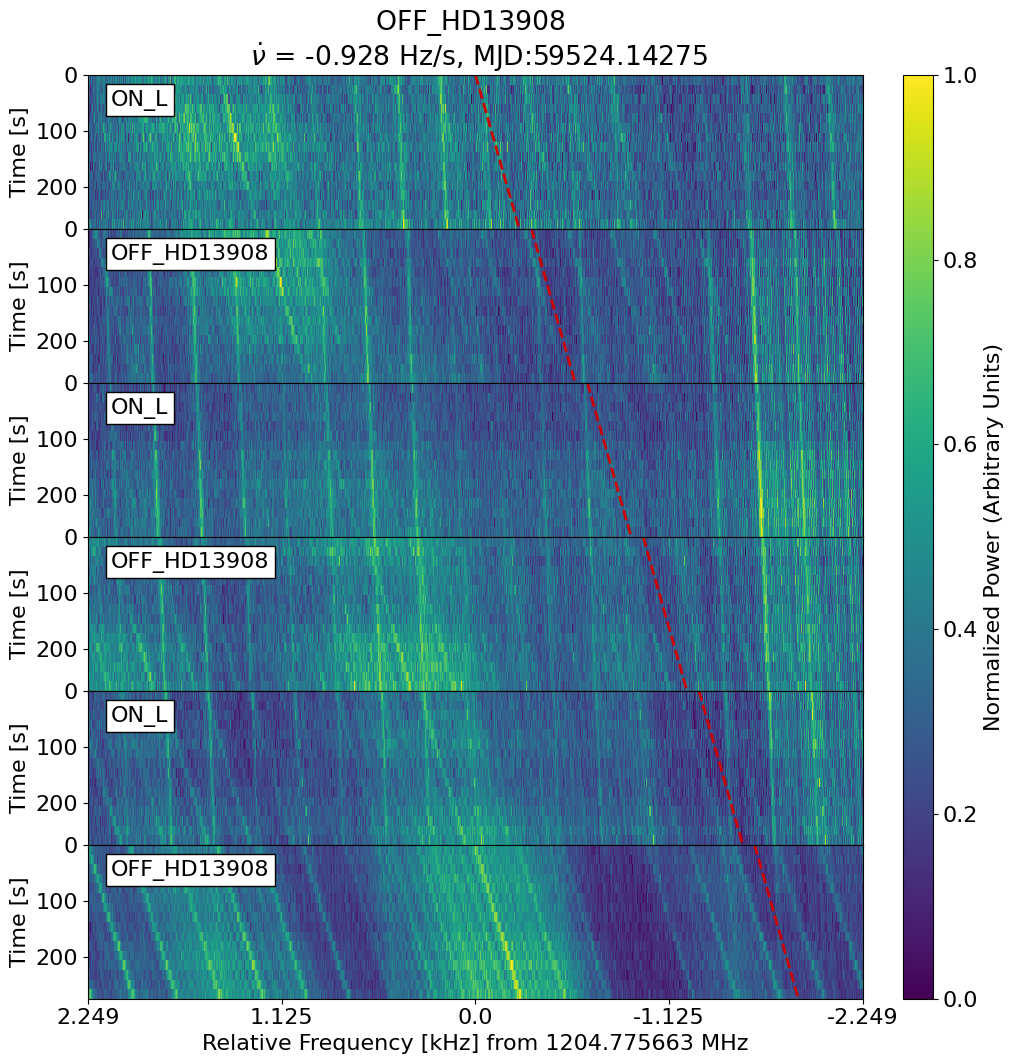 OFF_HD13908
ν̇ = -0.928 Hz/s, MJD:59524.14275
ON_L
OFF_HD13908
ON_L
OFF_HD13908
ON_L
OFF_HD13908
Time [s]
0
100
200
Time [s]
0
100
200
Time [s]
0
100
200
Time [s]
0
100
200
Time [s]
0
100
200
Time [s]
0
100
200
2.249 1.125 0.0 -1.125 -2.249
Relative Frequency [kHz] from 1204.775663 MHz
1.0
0.8
0.6
0.4
0.2
0.0
Normalized Power (Arbitrary Units)